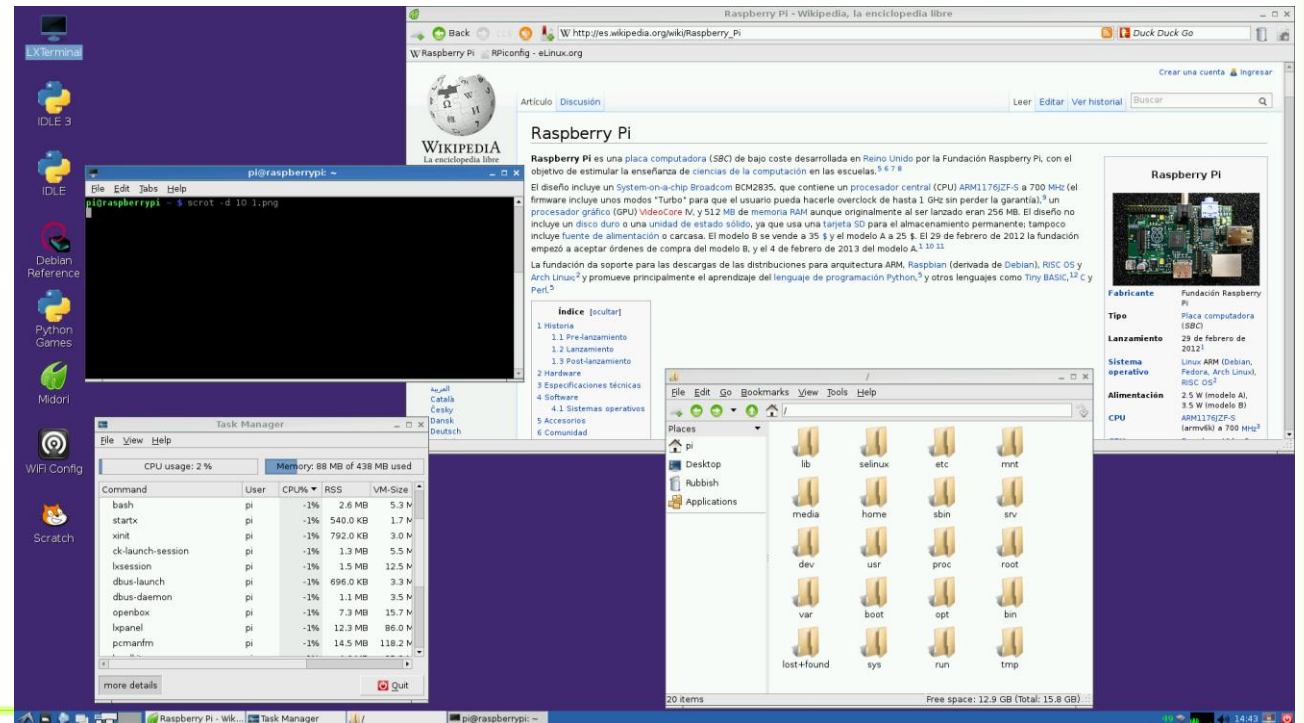 LXTerminal
IDLE 3
IDLE
Debian
Reference
Python
Games
Midori
WiFi Config
Scratch
Raspberry Pi - Wikipedia, la enciclopedia libre
Back
http://es.wikipedia.org/wiki/Raspberry_Pi
Duck Duck Go
Raspberry Pi
RPiconfig - eLinux.org
Crear una cuenta
Ingresar
Artículo Discusión
Leer Editar Ver historial Buscar
WIKIPEDIA
La enciclopedia libre
Raspberry Pi
Raspberry Pi es una placa computadora (SBC) de bajo coste desarrollada en Reino Unido por la Fundación Raspberry Pi, con el
objetivo de estimular la enseñanza de ciencias de la computación en las escuelas.5 6 7 8
El diseño incluye un System-on-a-chip Broadcom BCM2835, que contiene un procesador central (CPU) ARM1176JZF-S a 700 MHz (el
firmware incluye unos modos "Turbo" para que el usuario pueda hacerle overclock de hasta 1 GHz sin perder la garantía),9 un
procesador gráfico (GPU) VideoCore IV, y 512 MB de memoria RAM aunque originalmente al ser lanzado eran 256 MB. El diseño no
incluye un disco duro o una unidad de estado sólido, ya que usa una tarjeta SD para el almacenamiento permanente; tampoco
incluye fuente de alimentación o carcasa. El modelo B se vende a 35 $ y el modelo A a 25 $. El 29 de febrero de 2012 la fundación
empezó a aceptar órdenes de compra del modelo B, y el 4 de febrero de 2013 del modelo A.1 10 11
La fundación da soporte para las descargas de las distribuciones para arquitectura ARM, Raspbian (derivada de Debian), RISC OS y
Arch Linux;2 y promueve principalmente el aprendizaje del lenguaje de programación Python,5 y otros lenguajes como Tiny BASIC,12 C y
Perl.5
Índice [ocultar]
1 Historia
1.1 Pre-lanzamiento
1.2 Lanzamiento
1.3 Post-lanzamiento
2 Hardware
3 Especificaciones técnicas
4 Software
4.1 Sistemas operativos
5 Accesorios
6 Comunidad
العربية
Català
Česky
Dansk
Deutsch
Raspberry Pi
Fabricante Fundación Raspberry
Pi
Tipo Placa computadora
(SBC)
Lanzamiento 29 de febrero de
20121
Sistema Linux ARM (Debian,
operativo Fedora, Arch Linux),
RISC OS2
Alimentación 2.5 W (modelo A),
3.5 W (modelo B)
CPU ARM1176JZF-S
(armv6k) a 700 MHz3
pi@raspberrypi: ~
File Edit Tabs Help
pi@raspberrypi ~ $ scrot -d 10 1.png
Task Manager
File View Help
CPU usage: 2 % Memory: 88 MB of 438 MB used
Command User CPU% RSS VM-Size
bash pi -1% 2.6 MB 5.3 M
startx pi -1% 540.0 KB 1.7 M
xinit pi -1% 792.0 KB 3.0 M
ck-launch-session pi -1% 1.3 MB 5.5 M
lxsession pi -1% 1.5 MB 12.5 M
dbus-launch pi -1% 696.0 KB 3.3 M
dbus-daemon pi -1% 1.1 MB 3.5 M
openbox pi -1% 7.3 MB 15.7 M
lxpanel pi -1% 12.3 MB 86.0 M
pcmanfm pi -1% 14.5 MB 118.2 M
more details Quit
/
File Edit Go Bookmarks View Tools Help
/
Places
pi
Desktop
Rubbish
Applications
lib selinux etc mnt
media home sbin srv
dev usr proc root
var boot opt bin
lost+found sys run tmp
20 items Free space: 12.9 GB (Total: 15.8 GB)
Raspberry Pi - Wik... Task Manager / pi@raspberrypi: ~ 14:43